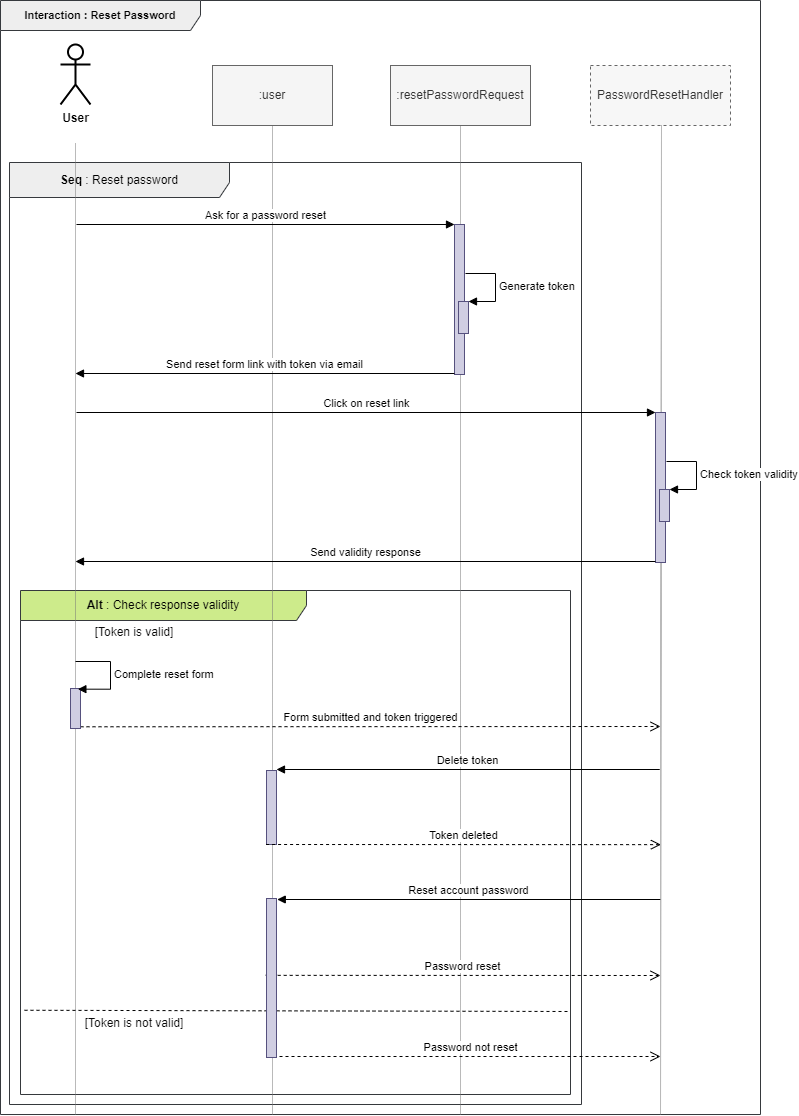 Interaction : Reset Password
User
:user
:resetPasswordRequest
PasswordResetHandler
Seq : Reset password
Ask for a password reset
Generate token
Send reset form link with token via email
Click on reset link
Check token validity
Send validity response
Alt : Check response validity
[Token is valid]
Complete reset form
Form submitted and token triggered
Delete token
Token deleted
Reset account password
Password reset
[Token is not valid]
Password not reset